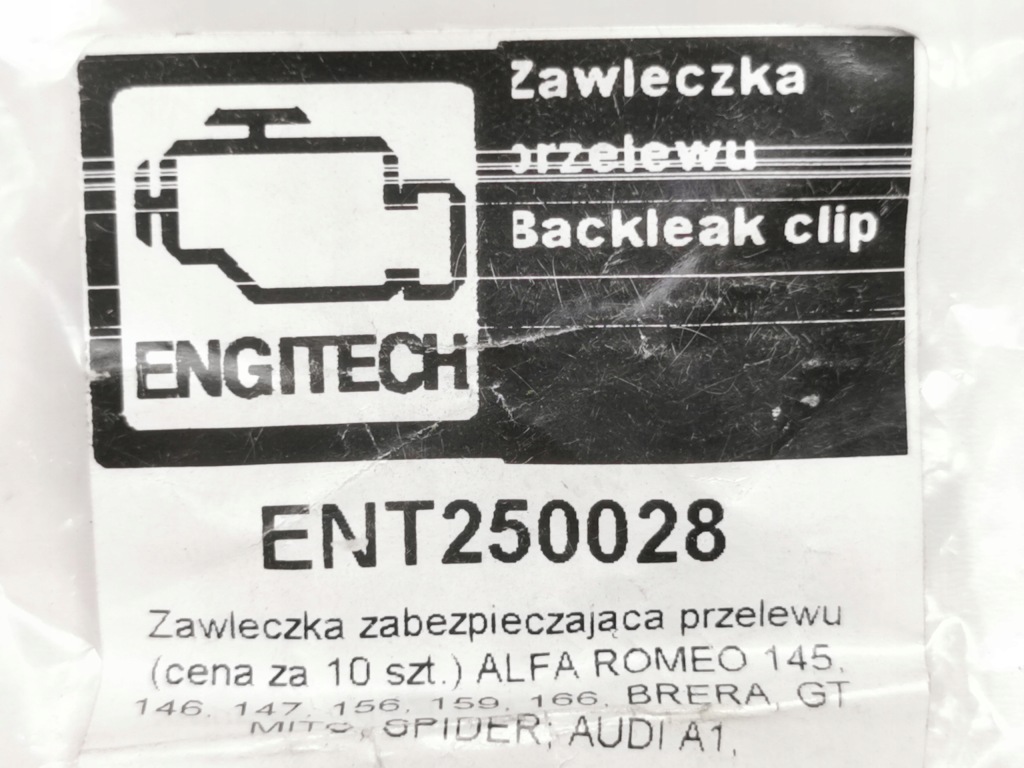 ENGITECH
Zawleczka
przelewu
Backleak clip
ENT250028
Zawleczka zabezpieczająca przelewu
(cena za 10 szt.) ALFA ROMEO 145,
146, 147, 156, 159, 166, BRERA, GT
MITO, SPIDER; AUDI A1,